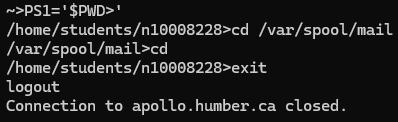 ~>PS1='$PWD>'
/home/students/n10008228>cd /var/spool/mail
/var/spool/mail>cd
/home/students/n10008228>exit
logout
Connection to apollo.humber.ca closed.